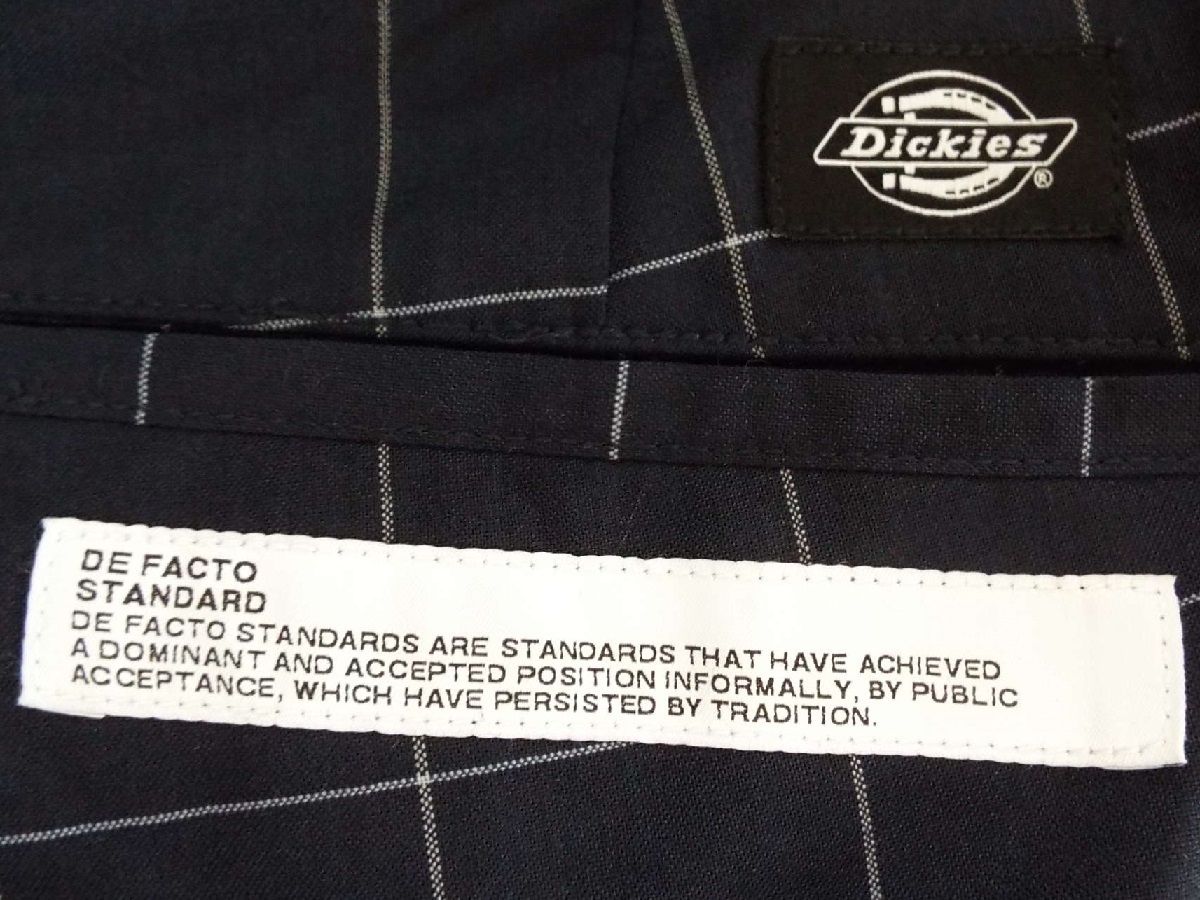 Dickies®
DE FACTO
STANDARD
DE FACTO STANDARDS ARE STANDARDS THAT HAVE ACHIEVED
A DOMINANT AND ACCEPTED POSITION INFORMALLY, BY PUBLIC
ACCEPTANCE, WHICH HAVE PERSISTED BY TRADITION.